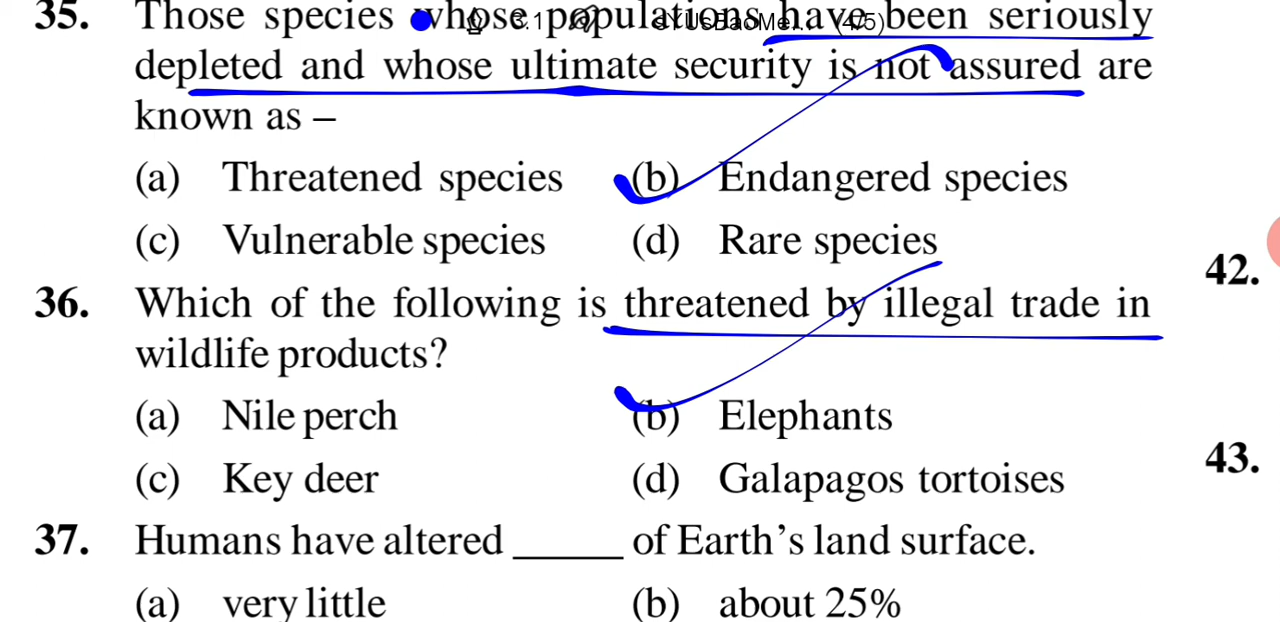 35. Those species whose populations have been seriously
depleted and whose ultimate security is not assured are
known as –
(a) Threatened species (b) Endangered species
(c) Vulnerable species (d) Rare species
42.
36. Which of the following is threatened by illegal trade in
wildlife products?
(a) Nile perch (b) Elephants
(c) Key deer (d) Galapagos tortoises
43.
37. Humans have altered _____ of Earth's land surface.
(a) very little (b) about 25%